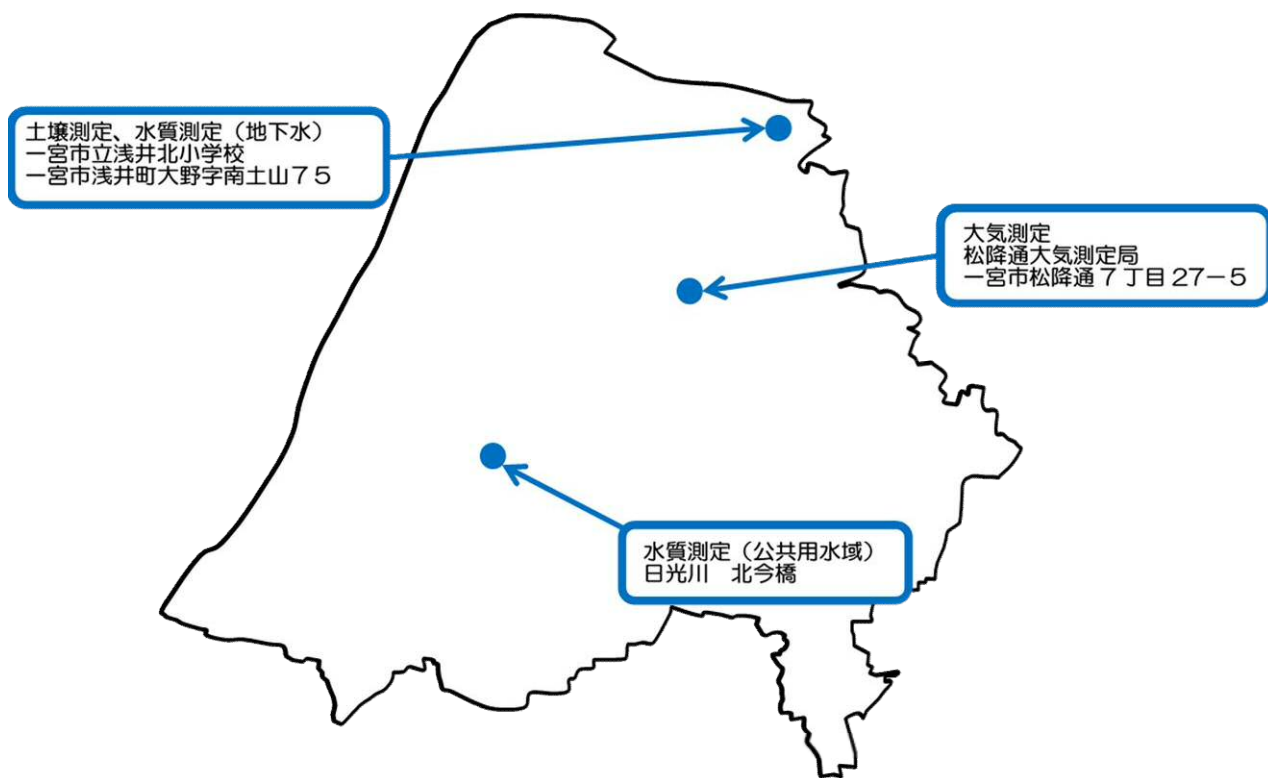 土壌測定、水質測定（地下水）
一宮市立浅井北小学校
一宮市浅井町大野字南土山７５
大気測定
松降通大気測定局
一宮市松降通７丁目27－5
水質測定（公共用水域）
日光川　北今橋